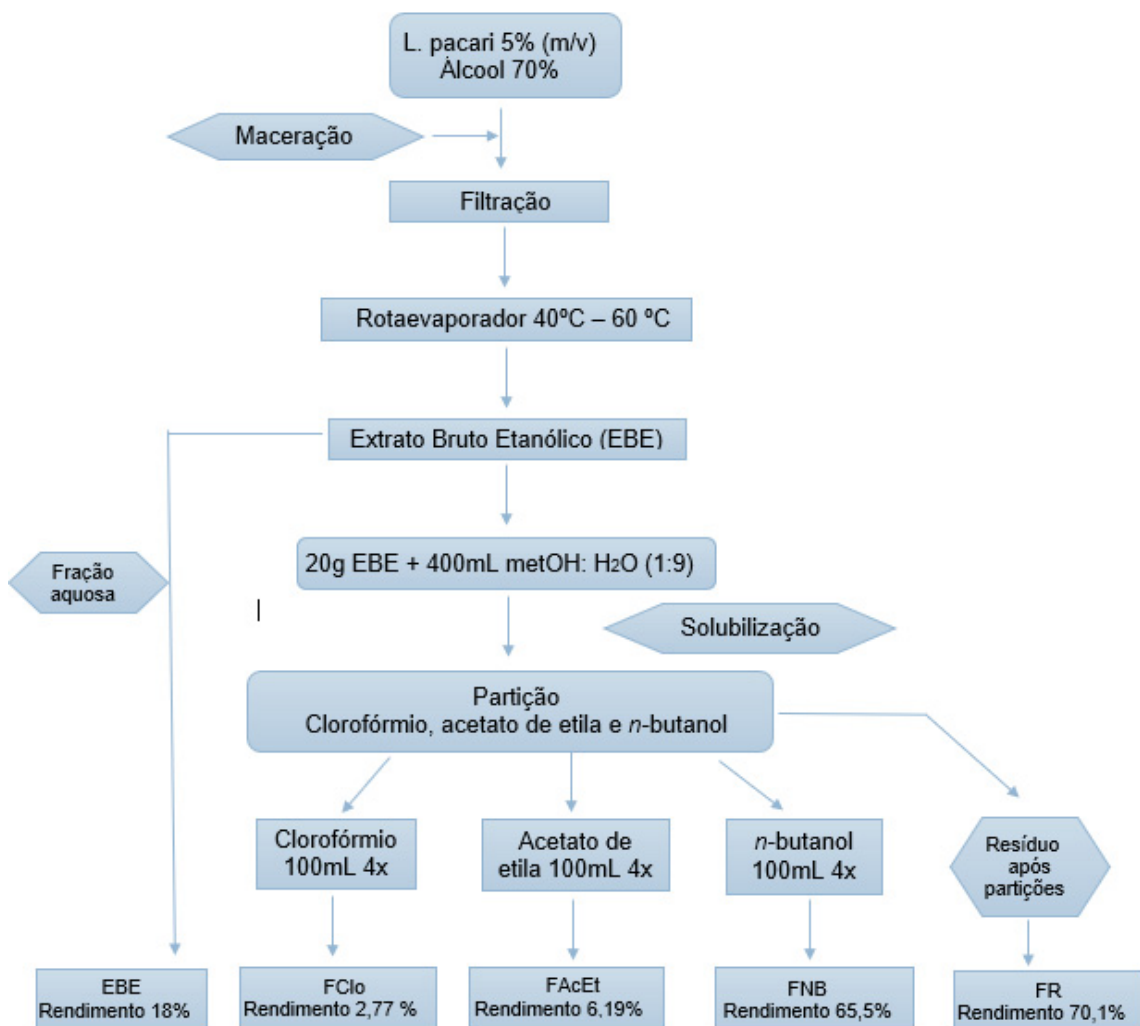 L. pacari 5% (m/v)
Álcool 70%
Maceração
Filtração
Rotaevaporador 40ºC – 60 ºC
Extrato Bruto Etanólico (EBE)
20g EBE + 400mL metOH: H2O (1:9)
Fração
aquosa
Solubilização
Partição
Clorofórmio, acetato de etila e n-butanol
Clorofórmio
100mL 4x
Acetato de
etila 100mL 4x
n-butanol
100mL 4x
Resíduo
após
partições
EBE
Rendimento 18%
FClo
Rendimento 2,77 %
FAcEt
Rendimento 6,19%
FNB
Rendimento 65,5%
FR
Rendimento 70,1%